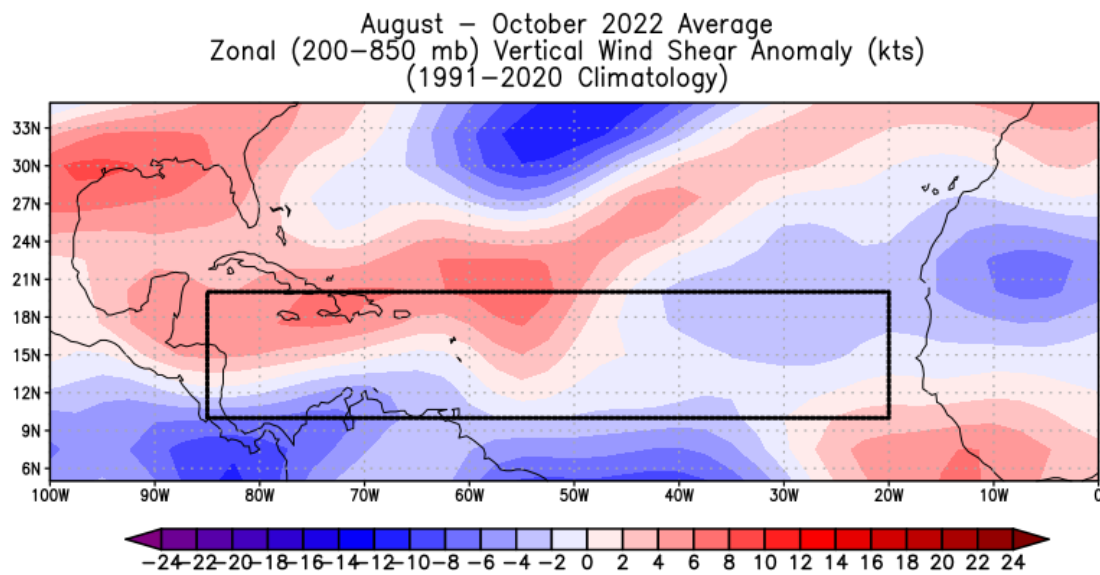 August − October 2022 Average
Zonal (200−850 mb) Vertical Wind Shear Anomaly (kts)
(1991−2020 Climatology)
33N
30N
27N
24N
21N
18N
15N
12N
9N
6N
100W 90W 80W 70W 60W 50W 40W 30W 20W 10W 0
−24 −22 −20 −18 −16 −14 −12 −10 −8 −6 −4 −2 0 2 4 6 8 10 12 14 16 18 20 22 24